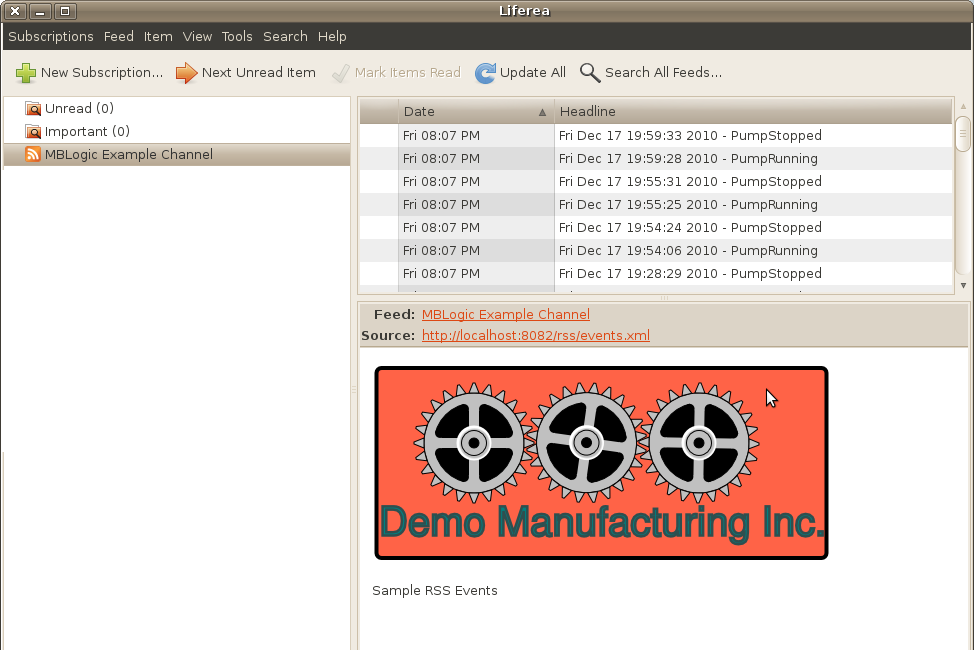 Liferea
Subscriptions Feed Item View Tools Search Help
New Subscription... Next Unread Item Mark Items Read Update All Search All Feeds...
Unread (0)
Important (0)
MBLogic Example Channel
Date Headline
Fri 08:07 PM Fri Dec 17 19:59:33 2010 - PumpStopped
Fri 08:07 PM Fri Dec 17 19:59:28 2010 - PumpRunning
Fri 08:07 PM Fri Dec 17 19:55:31 2010 - PumpStopped
Fri 08:07 PM Fri Dec 17 19:55:25 2010 - PumpRunning
Fri 08:07 PM Fri Dec 17 19:54:24 2010 - PumpStopped
Fri 08:07 PM Fri Dec 17 19:54:06 2010 - PumpRunning
Fri 08:07 PM Fri Dec 17 19:28:29 2010 - PumpStopped
Feed: MBLogic Example Channel
Source: http://localhost:8082/rss/events.xml
Demo Manufacturing Inc.
Sample RSS Events